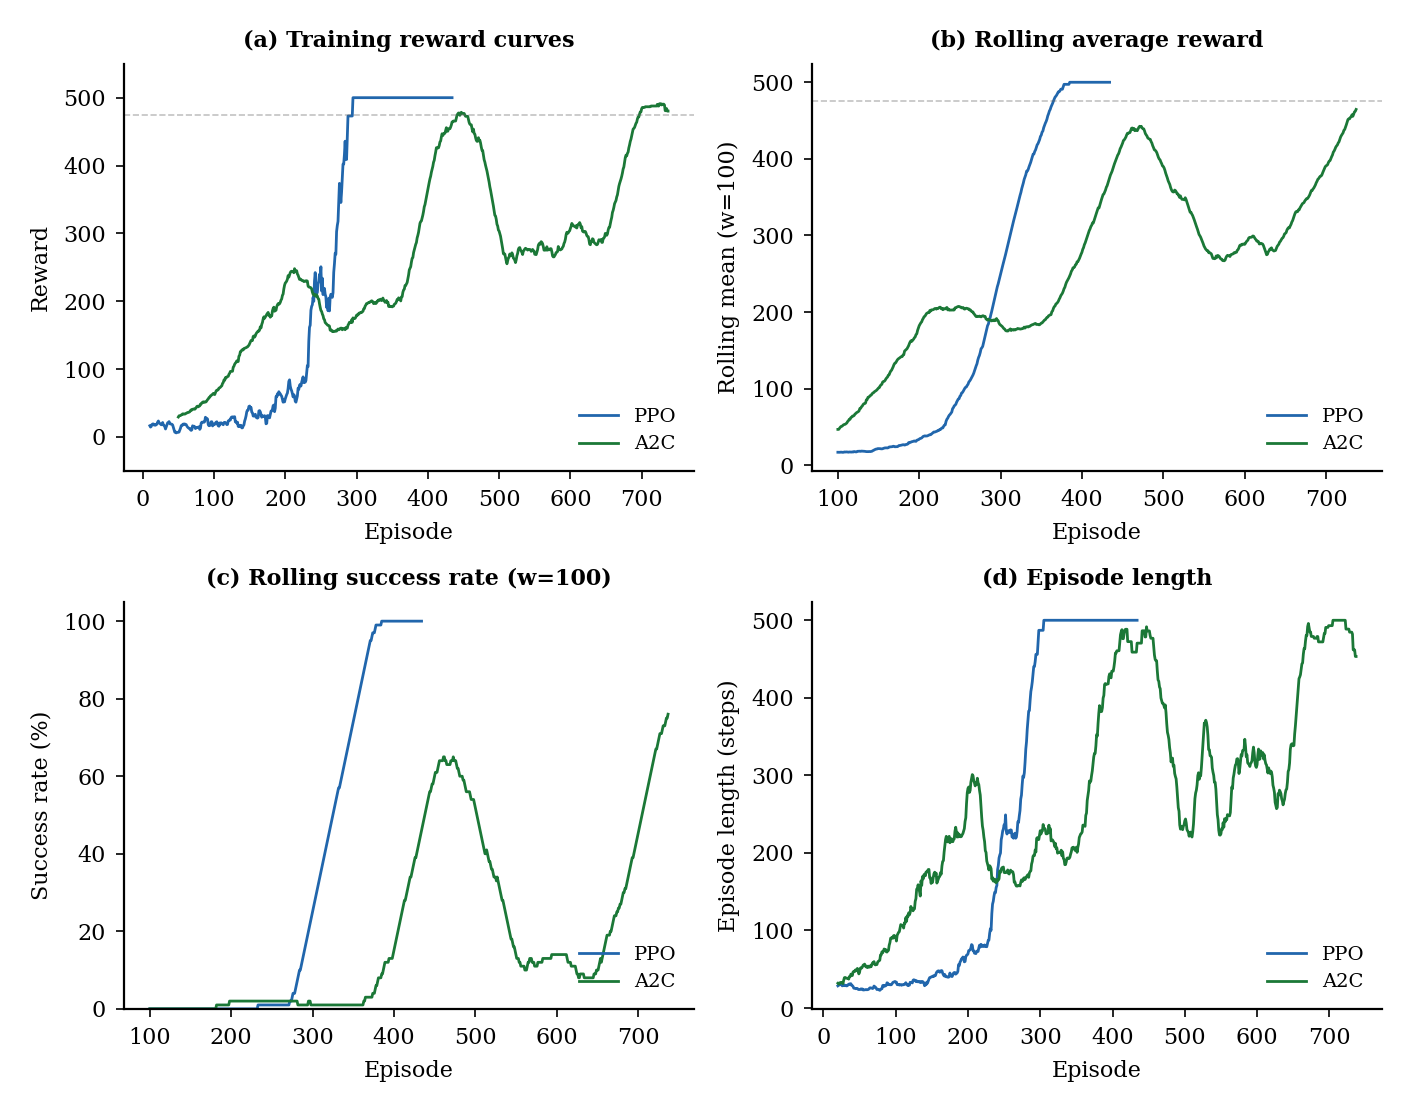 (a) Training reward curves
Reward
500
400
300
200
100
0
0 100 200 300 400 500 600 700
Episode
PPO
A2C
(b) Rolling average reward
Rolling mean (w=100)
500
400
300
200
100
0
100 200 300 400 500 600 700
Episode
PPO
A2C
(c) Rolling success rate (w=100)
Success rate (%)
100
80
60
40
20
0
100 200 300 400 500 600 700
Episode
PPO
A2C
(d) Episode length
Episode length (steps)
500
400
300
200
100
0
0 100 200 300 400 500 600 700
Episode
PPO
A2C